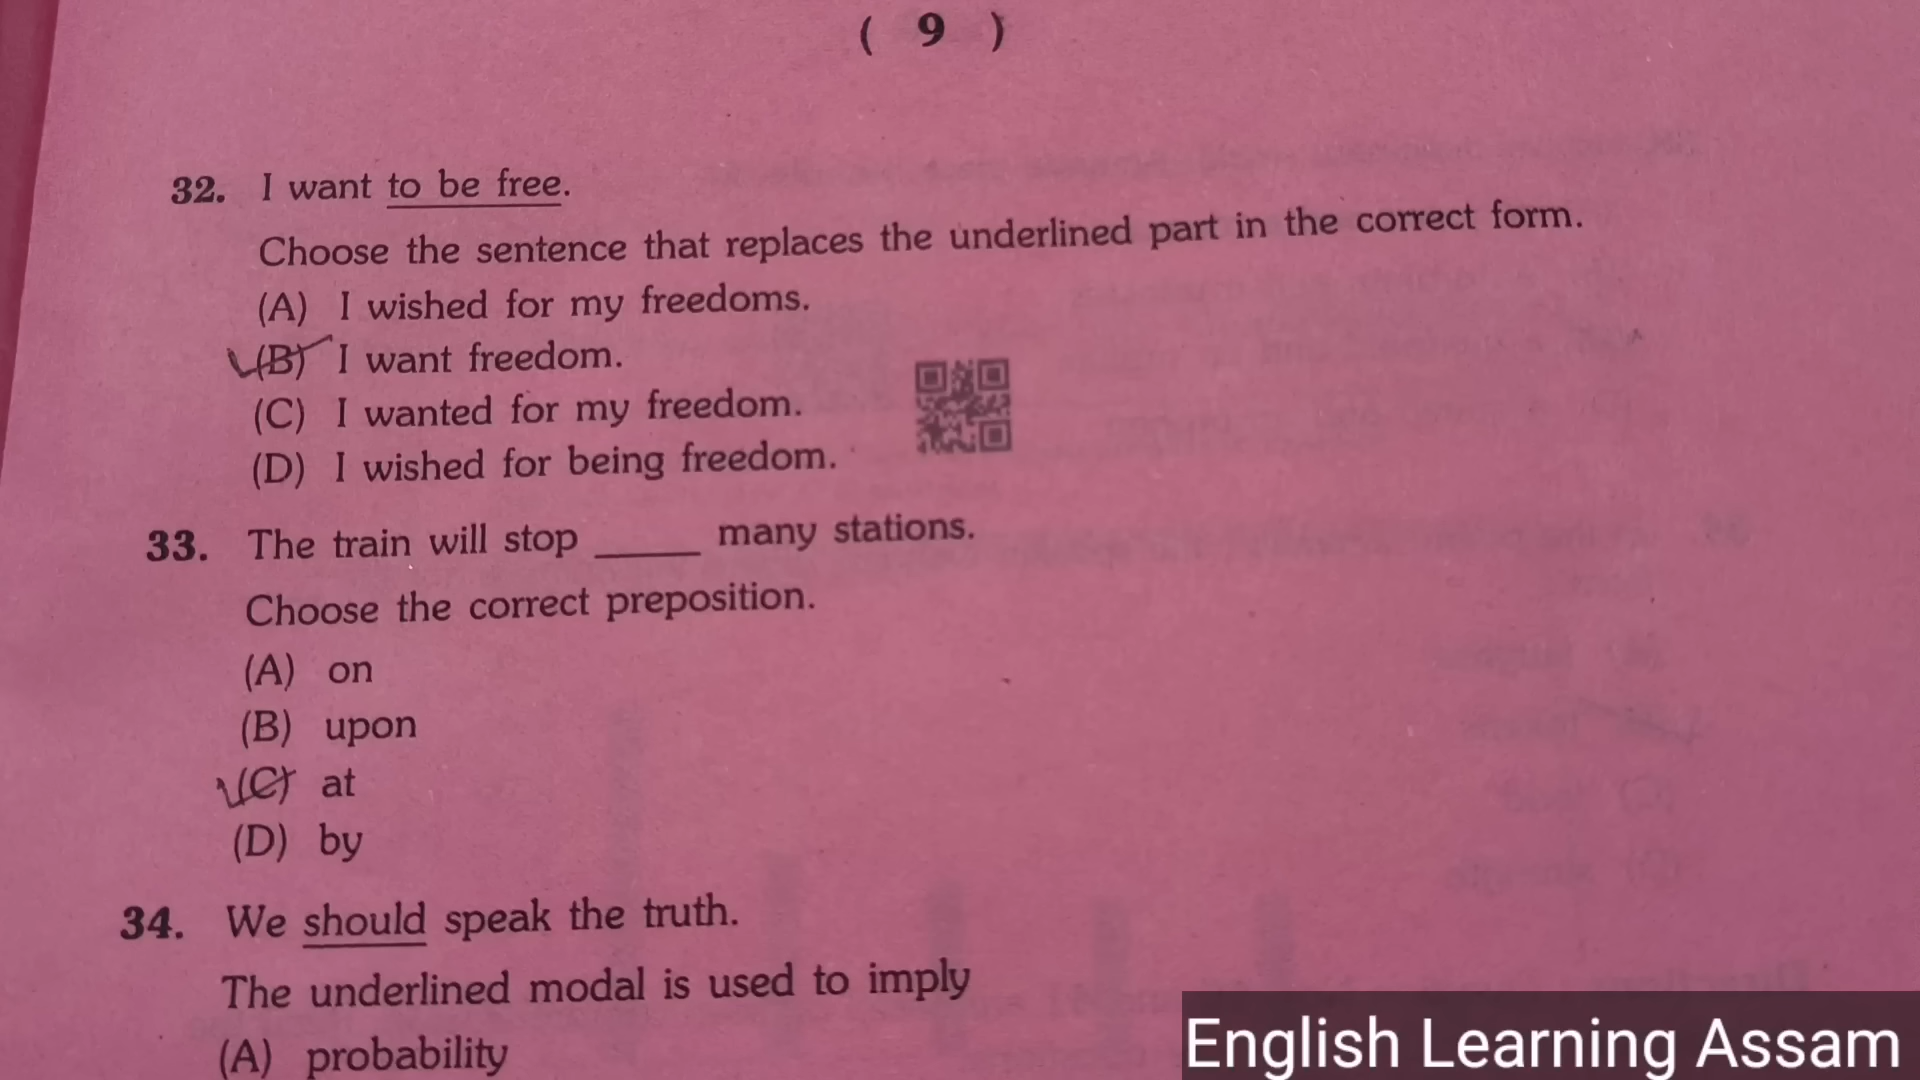 ( 9 )
32. I want to be free.
Choose the sentence that replaces the underlined part in the correct form.
(A) I wished for my freedoms.
(B) I want freedom.
(C) I wanted for my freedom.
(D) I wished for being freedom.
33. The train will stop _____ many stations.
Choose the correct preposition.
(A) on
(B) upon
(C) at
(D) by
34. We should speak the truth.
The underlined modal is used to imply
(A) probability
English Learning Assam